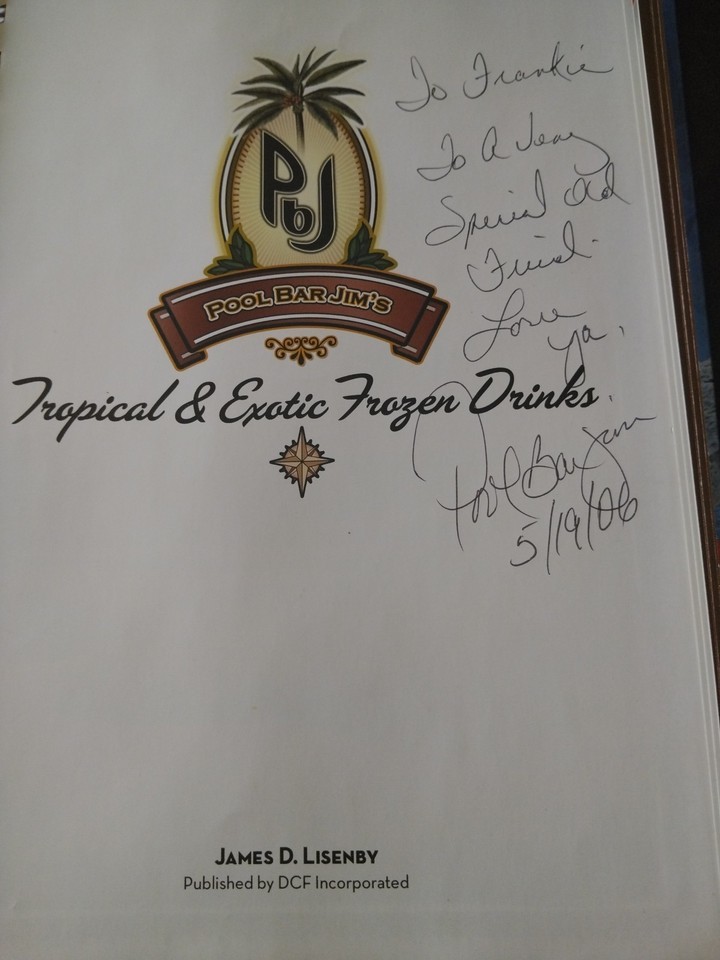 To Frankie
To A Very
Special Old
Friend.
Love
ya,
PbJ
POOL BAR JIM'S
Tropical & Exotic Frozen Drinks
Pool Bar Jim
5/19/06
JAMES D. LISENBY
Published by DCF Incorporated